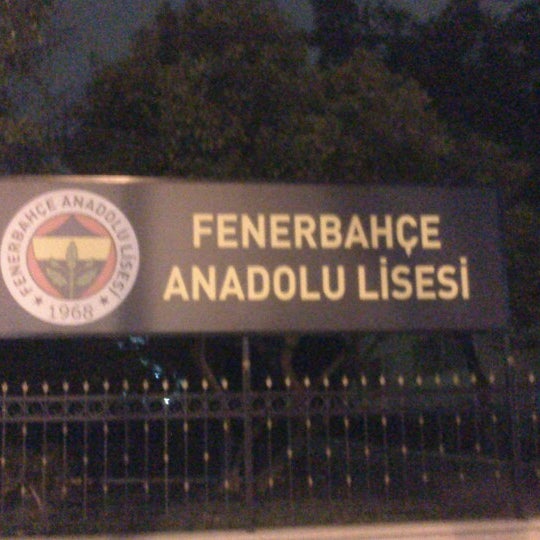 FENERBAHÇE ANADOLU LİSESİ
1968
FENERBAHÇE
ANADOLU LİSESİ